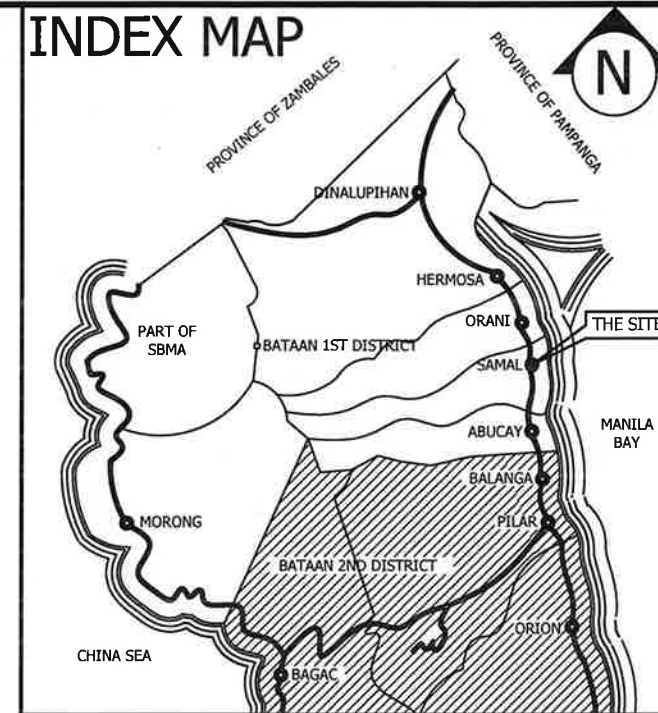 INDEX MAP
N
PROVINCE OF ZAMBALES
PROVINCE OF PAMPANGA
DINALUPIHAN
HERMOSA
ORANI
THE SITE
PART OF
SBMA
BATAAN 1ST DISTRICT
SAMAL
ABUCAY
MANILA
BAY
BALANGA
MORONG
PILAR
BATAAN 2ND DISTRICT
ORION
CHINA SEA
BAGAC